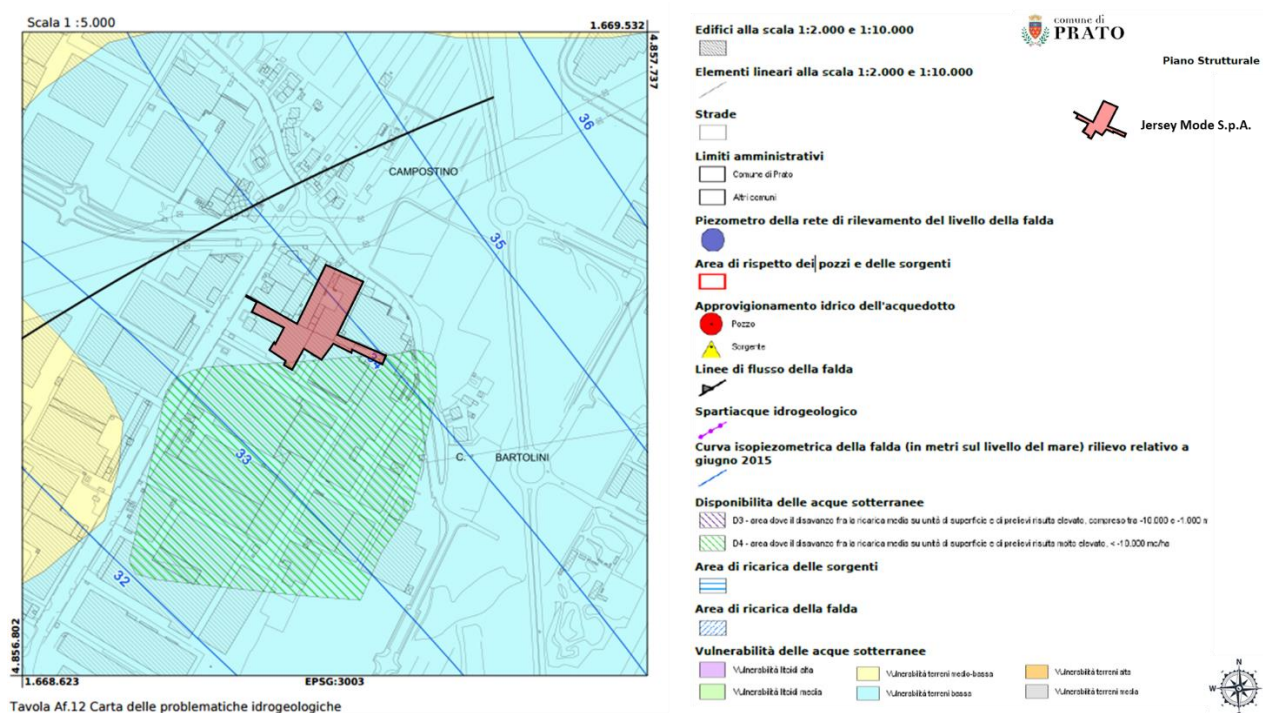 Scala 1 :5.000
1.669.532
4.857.737
36
CAMPOSTINO
35
34
33
C. BARTOLINI
32
4.856.802
1.668.623
EPSG:3003
Tavola Af.12 Carta delle problematiche idrogeologiche
comune di
PRATO
Piano Strutturale
Jersey Mode S.p.A.
Edifici alla scala 1:2.000 e 1:10.000
Elementi lineari alla scala 1:2.000 e 1:10.000
Strade
Limiti amministrativi
Comune di Prato
Altri comuni
Piezometro della rete di rilevamento del livello della falda
Area di rispetto dei pozzi e delle sorgenti
Approvigionamento idrico dell'acquedotto
Pozzo
Sorgente
Linee di flusso della falda
Spartiacque idrogeologico
Curva isopiezometrica della falda (in metri sul livello del mare) rilievo relativo a
giugno 2015
Disponibilita delle acque sotterranee
D3 - area dove il disavanzo fra la ricarica media su unità di superficie e di prelievi risulta elevato, compreso tra -10.000 e -1.000 m
D4 - area dove il disavanzo fra la ricarica media su unità di superficie e di prelievi risulta molto elevato, < -10.000 mc/ha
Area di ricarica delle sorgenti
Area di ricarica della falda
Vulnerabilità delle acque sotterranee
Vulnerabilità litoidi alta
Vulnerabilità terreni medio-bassa
Vulnerabilità terreni alta
Vulnerabilità litoidi media
Vulnerabilità terreni bassa
Vulnerabilità terreni media
N
W
S